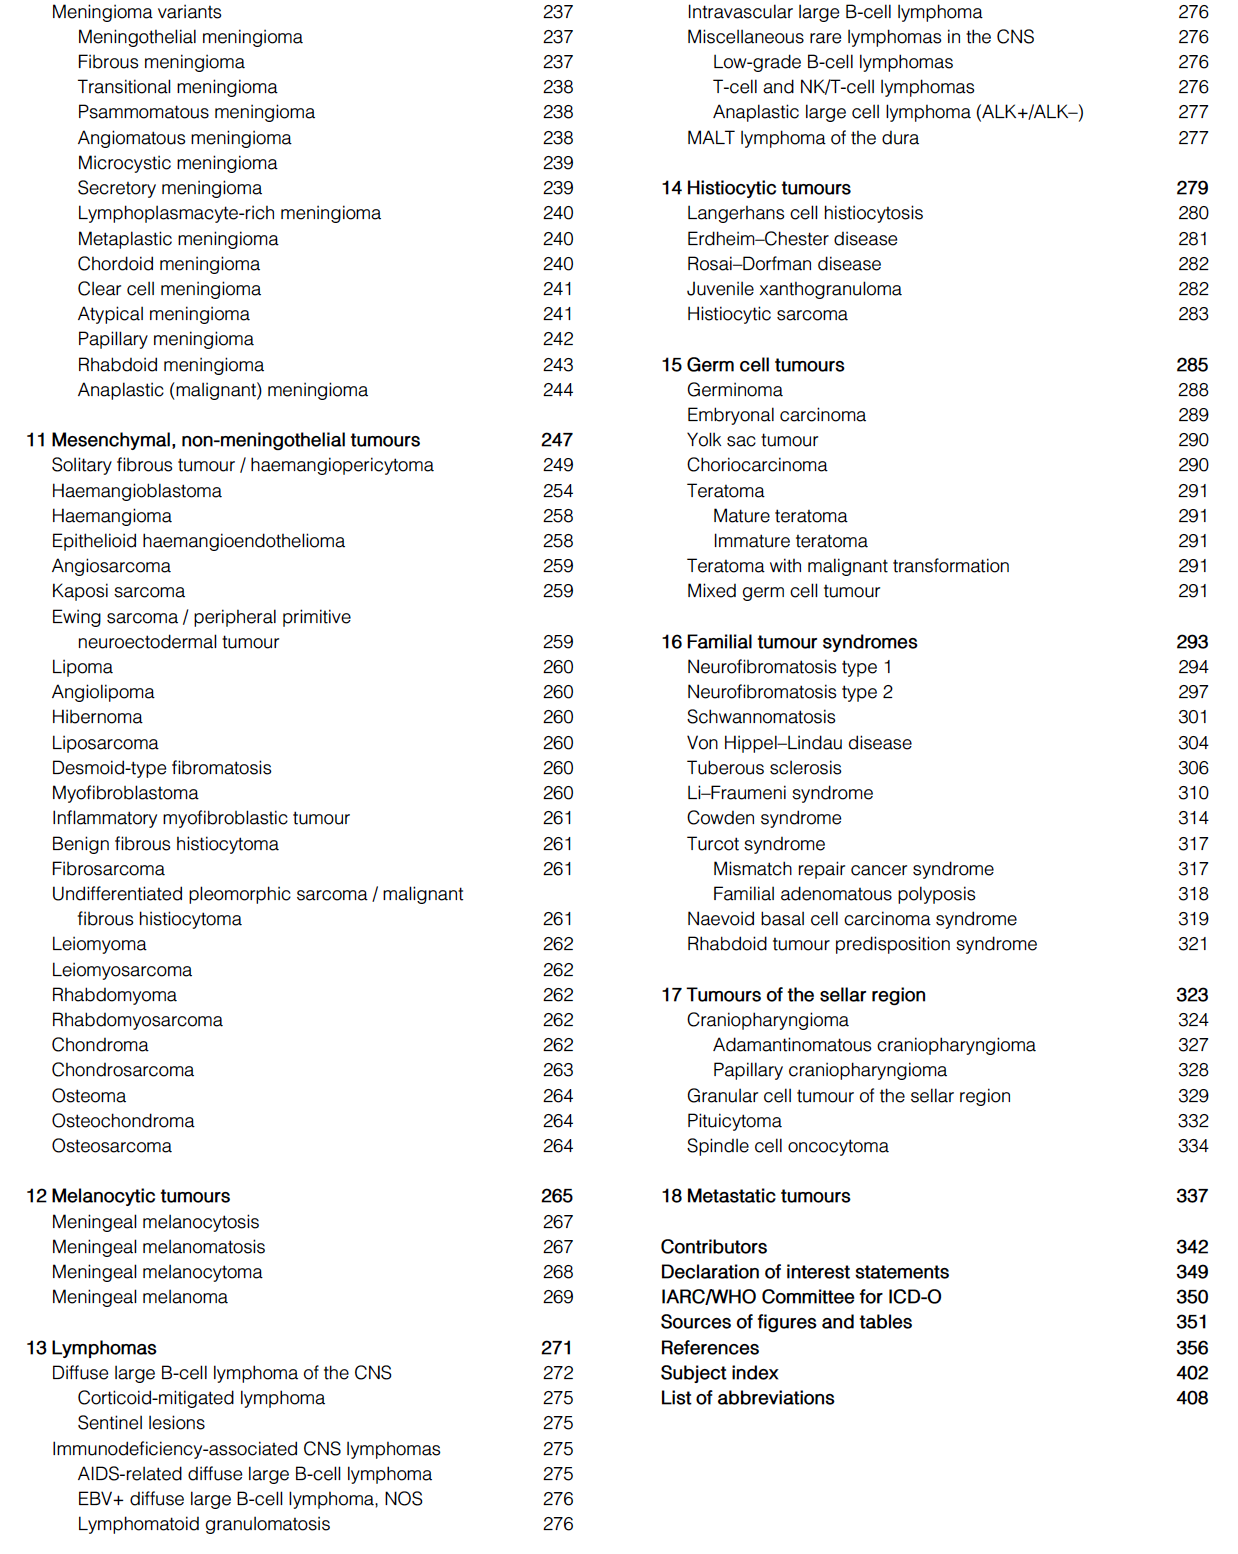 Meningioma variants 237
Meningothelial meningioma 237
Fibrous meningioma 237
Transitional meningioma 238
Psammomatous meningioma 238
Angiomatous meningioma 238
Microcystic meningioma 239
Secretory meningioma 239
Lymphoplasmacyte-rich meningioma 240
Metaplastic meningioma 240
Chordoid meningioma 240
Clear cell meningioma 241
Atypical meningioma 241
Papillary meningioma 242
Rhabdoid meningioma 243
Anaplastic (malignant) meningioma 244
11 Mesenchymal, non-meningothelial tumours 247
Solitary fibrous tumour / haemangiopericytoma 249
Haemangioblastoma 254
Haemangioma 258
Epithelioid haemangioendothelioma 258
Angiosarcoma 259
Kaposi sarcoma 259
Ewing sarcoma / peripheral primitive
neuroectodermal tumour 259
Lipoma 260
Angiolipoma 260
Hibernoma 260
Liposarcoma 260
Desmoid-type fibromatosis 260
Myofibroblastoma 260
Inflammatory myofibroblastic tumour 261
Benign fibrous histiocytoma 261
Fibrosarcoma 261
Undifferentiated pleomorphic sarcoma / malignant
fibrous histiocytoma 261
Leiomyoma 262
Leiomyosarcoma 262
Rhabdomyoma 262
Rhabdomyosarcoma 262
Chondroma 262
Chondrosarcoma 263
Osteoma 264
Osteochondroma 264
Osteosarcoma 264
12 Melanocytic tumours 265
Meningeal melanocytosis 267
Meningeal melanomatosis 267
Meningeal melanocytoma 268
Meningeal melanoma 269
13 Lymphomas 271
Diffuse large B-cell lymphoma of the CNS 272
Corticoid-mitigated lymphoma 275
Sentinel lesions 275
Immunodeficiency-associated CNS lymphomas 275
AIDS-related diffuse large B-cell lymphoma 275
EBV+ diffuse large B-cell lymphoma, NOS 276
Lymphomatoid granulomatosis 276
Intravascular large B-cell lymphoma 276
Miscellaneous rare lymphomas in the CNS 276
Low-grade B-cell lymphomas 276
T-cell and NK/T-cell lymphomas 276
Anaplastic large cell lymphoma (ALK+/ALK–) 277
MALT lymphoma of the dura 277
14 Histiocytic tumours 279
Langerhans cell histiocytosis 280
Erdheim–Chester disease 281
Rosai–Dorfman disease 282
Juvenile xanthogranuloma 282
Histiocytic sarcoma 283
15 Germ cell tumours 285
Germinoma 288
Embryonal carcinoma 289
Yolk sac tumour 290
Choriocarcinoma 290
Teratoma 291
Mature teratoma 291
Immature teratoma 291
Teratoma with malignant transformation 291
Mixed germ cell tumour 291
16 Familial tumour syndromes 293
Neurofibromatosis type 1 294
Neurofibromatosis type 2 297
Schwannomatosis 301
Von Hippel–Lindau disease 304
Tuberous sclerosis 306
Li–Fraumeni syndrome 310
Cowden syndrome 314
Turcot syndrome 317
Mismatch repair cancer syndrome 317
Familial adenomatous polyposis 318
Naevoid basal cell carcinoma syndrome 319
Rhabdoid tumour predisposition syndrome 321
17 Tumours of the sellar region 323
Craniopharyngioma 324
Adamantinomatous craniopharyngioma 327
Papillary craniopharyngioma 328
Granular cell tumour of the sellar region 329
Pituicytoma 332
Spindle cell oncocytoma 334
18 Metastatic tumours 337
Contributors 342
Declaration of interest statements 349
IARC/WHO Committee for ICD-O 350
Sources of figures and tables 351
References 356
Subject index 402
List of abbreviations 408